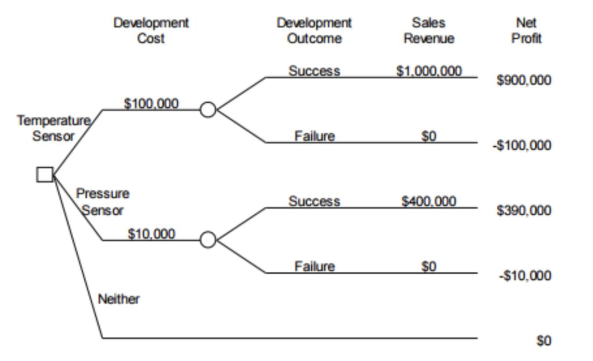 Development Cost
Development Outcome
Sales Revenue
Net Profit
Success
$1,000,000
$900,000
$100,000
Temperature
Sensor
Failure
$0
-$100,000
Pressure
Sensor
Success
$400,000
$390,000
$10,000
Failure
$0
-$10,000
Neither
$0